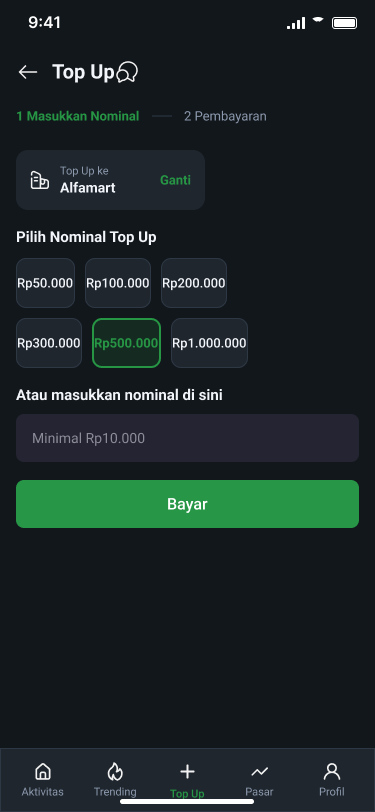 9:41
Top Up
1 Masukkan Nominal 2 Pembayaran
Top Up ke
Alfamart
Ganti
Pilih Nominal Top Up
Rp50.000 Rp100.000 Rp200.000
Rp300.000 Rp500.000 Rp1.000.000
Atau masukkan nominal di sini
Minimal Rp10.000
Bayar
Aktivitas Trending Top Up Pasar Profil